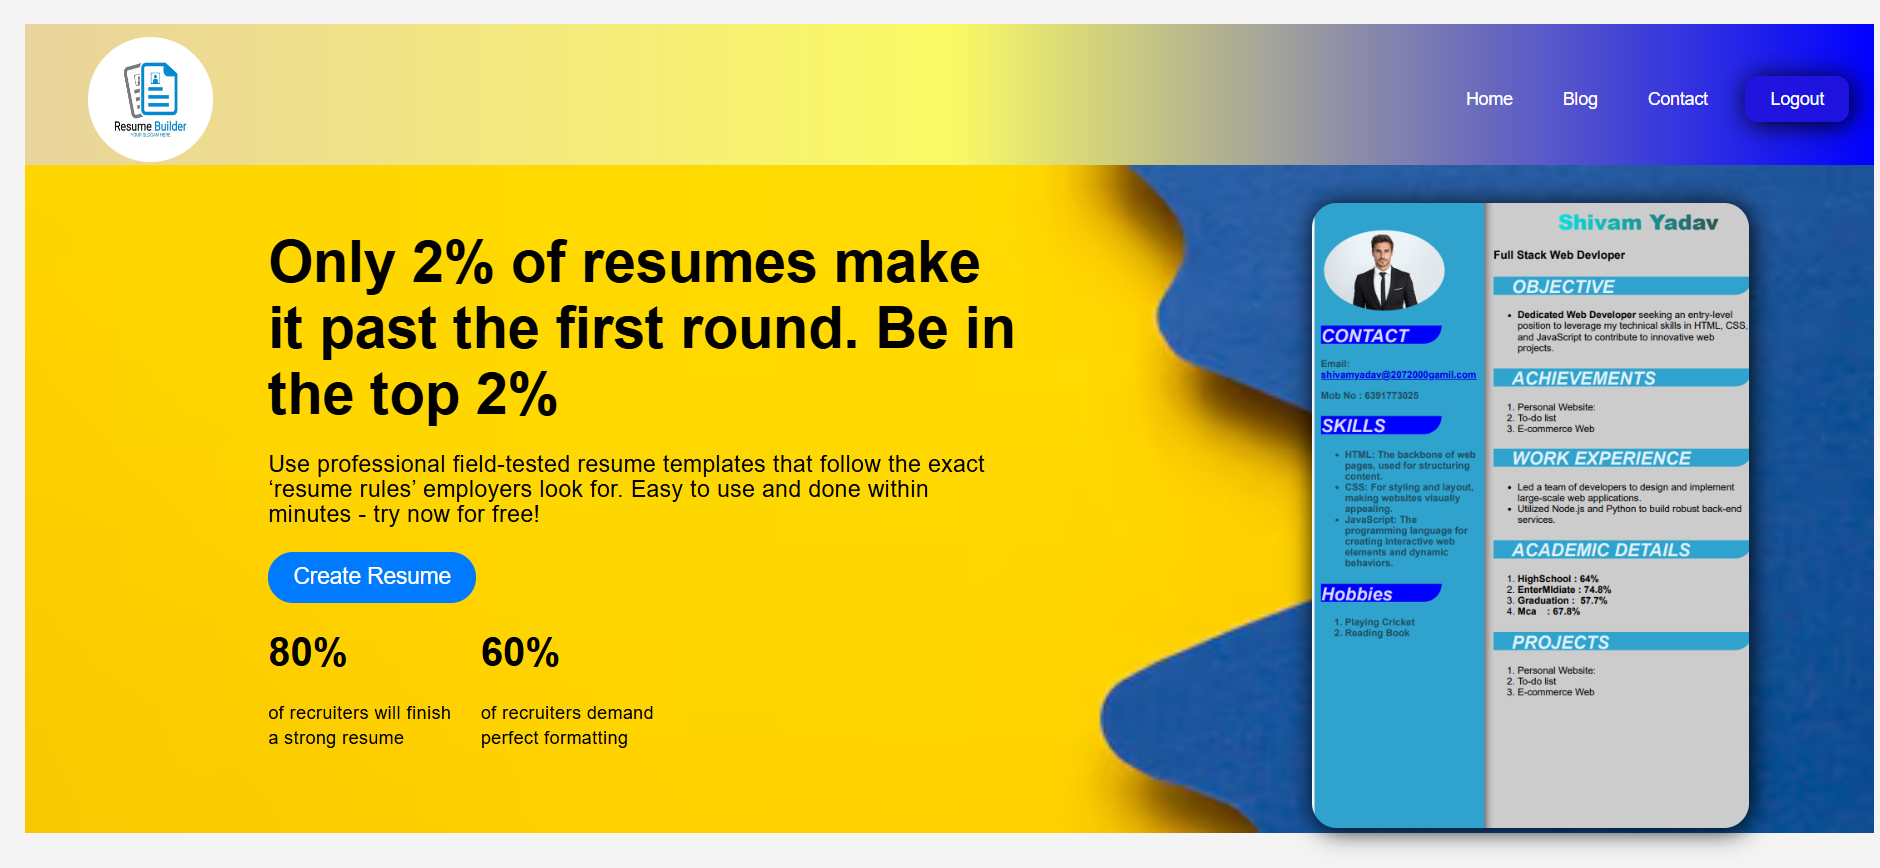 Resume Builder
YOUR SLOGAN HERE
Home
Blog
Contact
Logout
Only 2% of resumes make
it past the first round. Be in
the top 2%
Use professional field-tested resume templates that follow the exact
‘resume rules’ employers look for. Easy to use and done within
minutes - try now for free!
Create Resume
80%
of recruiters will finish
a strong resume
60%
of recruiters demand
perfect formatting
CONTACT
Email:
shivamyadav@2072000gamil.com
Mob No : 6391773025
SKILLS
• HTML: The backbone of web
pages, used for structuring
content.
• CSS: For styling and layout,
making websites visually
appealing.
• JavaScript: The
programming language for
creating interactive web
elements and dynamic
behaviors.
Hobbies
1. Playing Cricket
2. Reading Book
Shivam Yadav
Full Stack Web Devloper
OBJECTIVE
• Dedicated Web Developer seeking an entry-level
position to leverage my technical skills in HTML, CSS,
and JavaScript to contribute to innovative web
projects.
ACHIEVEMENTS
1. Personal Website:
2. To-do list
3. E-commerce Web
WORK EXPERIENCE
• Led a team of developers to design and implement
large-scale web applications.
• Utilized Node.js and Python to build robust back-end
services.
ACADEMIC DETAILS
1. HighSchool : 64%
2. EnterMIdiate : 74.8%
3. Graduation : 57.7%
4. Mca : 67.8%
PROJECTS
1. Personal Website:
2. To-do list
3. E-commerce Web